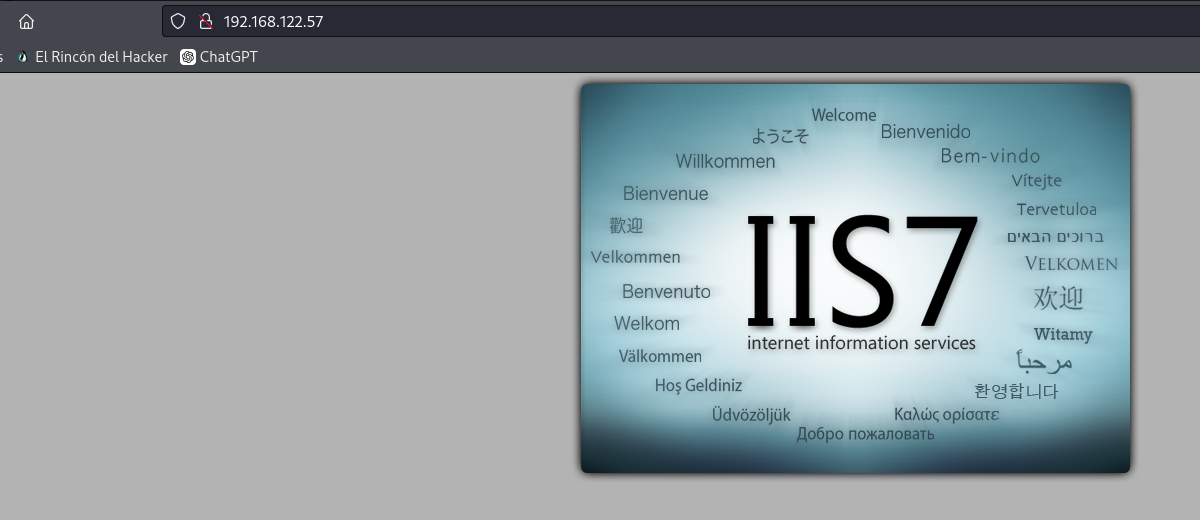 192.168.122.57
s El Rincón del Hacker ChatGPT
Welcome
ようこそ
Bienvenido
Willkommen
Bem-vindo
Bienvenue
Vítejte
歡迎
Tervetuloa
ברוכים הבאים
Velkommen
VELKOMEN
IIS7
internet information services
Benvenuto
欢迎
Welkom
Witamy
Välkommen
مرحباً
Hoş Geldiniz
환영합니다
Üdvözöljük
Καλώς ορίσατε
Добро пожаловать